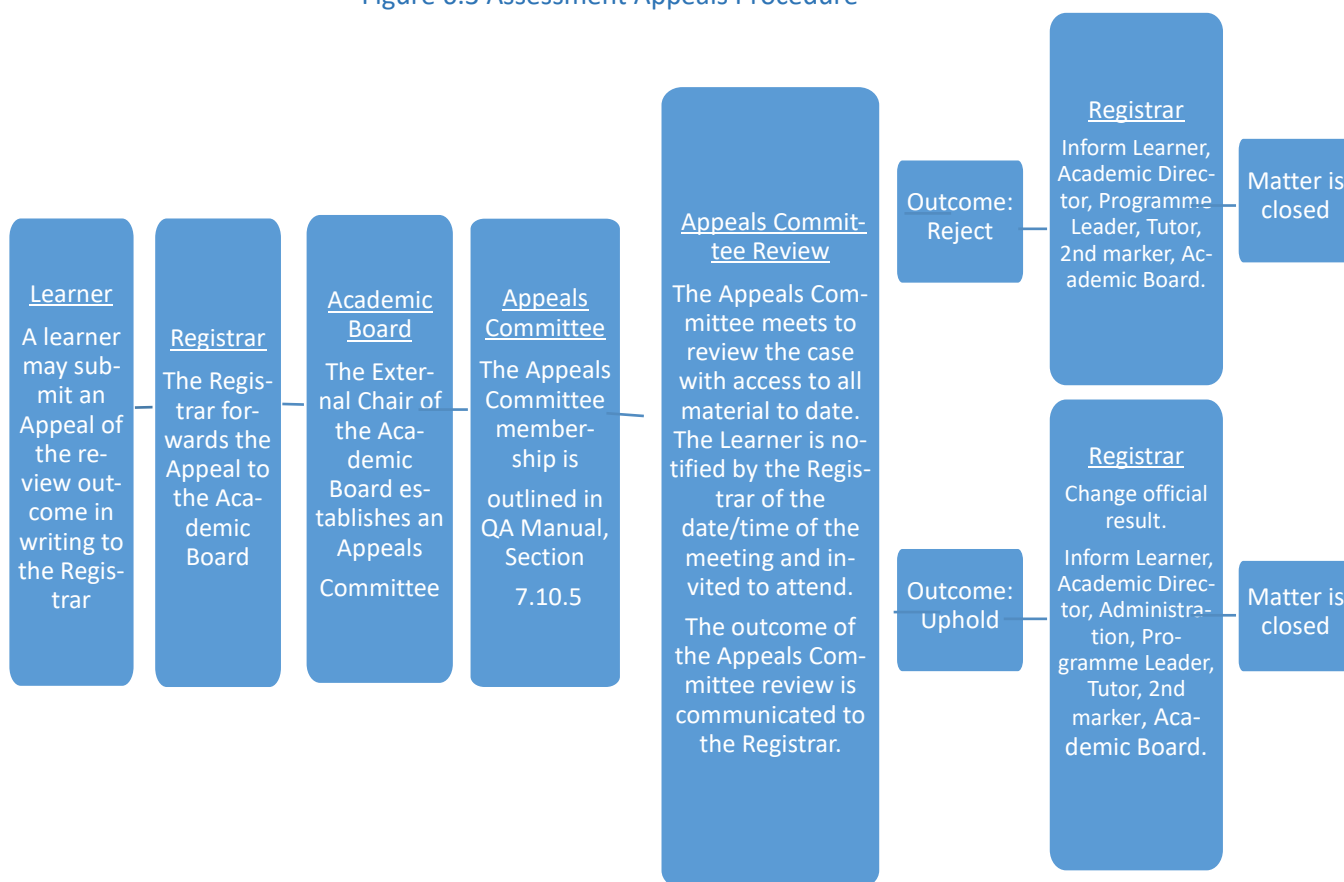 Figure 6.3 Assessment Appeals Procedure
Learner
A learner
may sub-
mit an
Appeal of
the re-
view out-
come in
writing to
the Regis-
trar
Registrar
The Regis-
trar for-
wards the
Appeal to
the Aca-
demic
Board
Academic
Board
The Exter-
nal Chair of
the Aca-
demic
Board es-
tablishes an
Appeals
Committee
Appeals
Committee
The Appeals
Committee
member-
ship is
outlined in
QA Manual,
Section
7.10.5
Appeals Commit-
tee Review
The Appeals Com-
mittee meets to
review the case
with access to all
material to date.
The Learner is no-
tified by the Regis-
trar of the
date/time of the
meeting and in-
vited to attend.
The outcome of
the Appeals Com-
mittee review is
communicated to
the Registrar.
Outcome:
Reject
Registrar
Inform Learner,
Academic Direc-
tor, Programme
Leader, Tutor,
2nd marker, Ac-
ademic Board.
Matter is
closed
Outcome:
Uphold
Registrar
Change official
result.
Inform Learner,
Academic Direc-
tor, Administra-
tion, Pro-
gramme Leader,
Tutor, 2nd
marker, Aca-
demic Board.
Matter is
closed